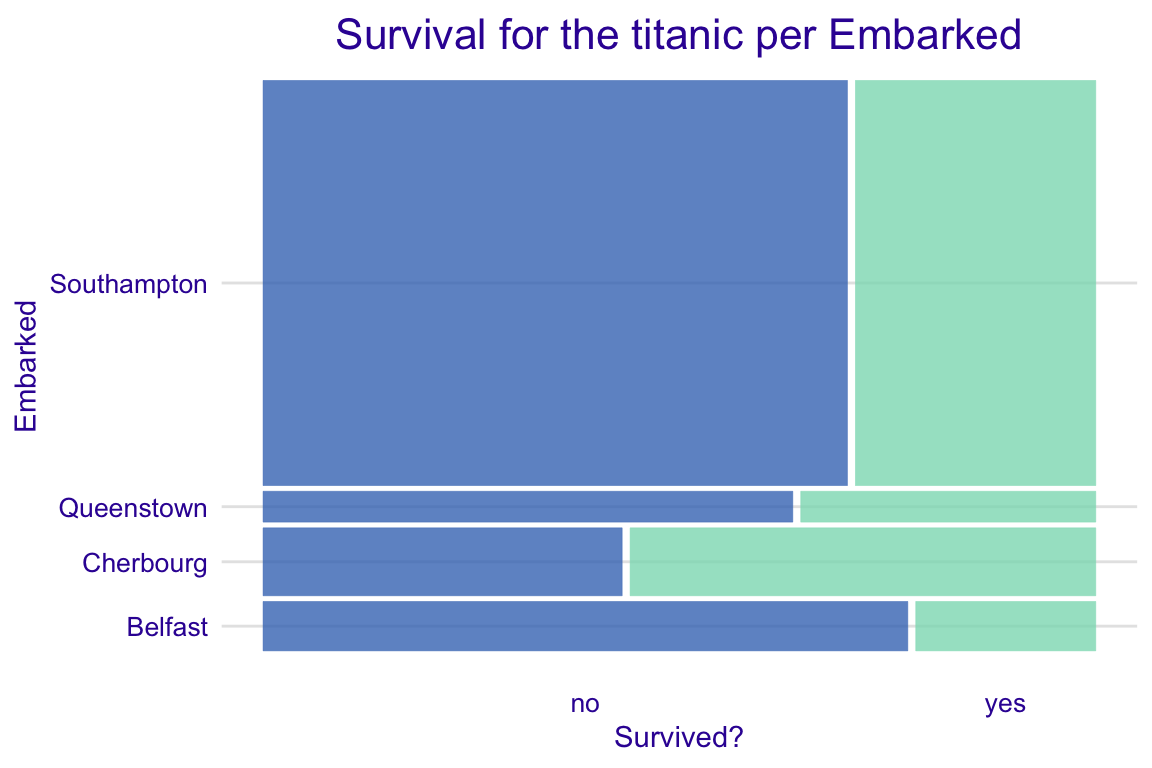 Survival for the titanic per Embarked
Embarked
Southampton
Queenstown
Cherbourg
Belfast
no yes
Survived?